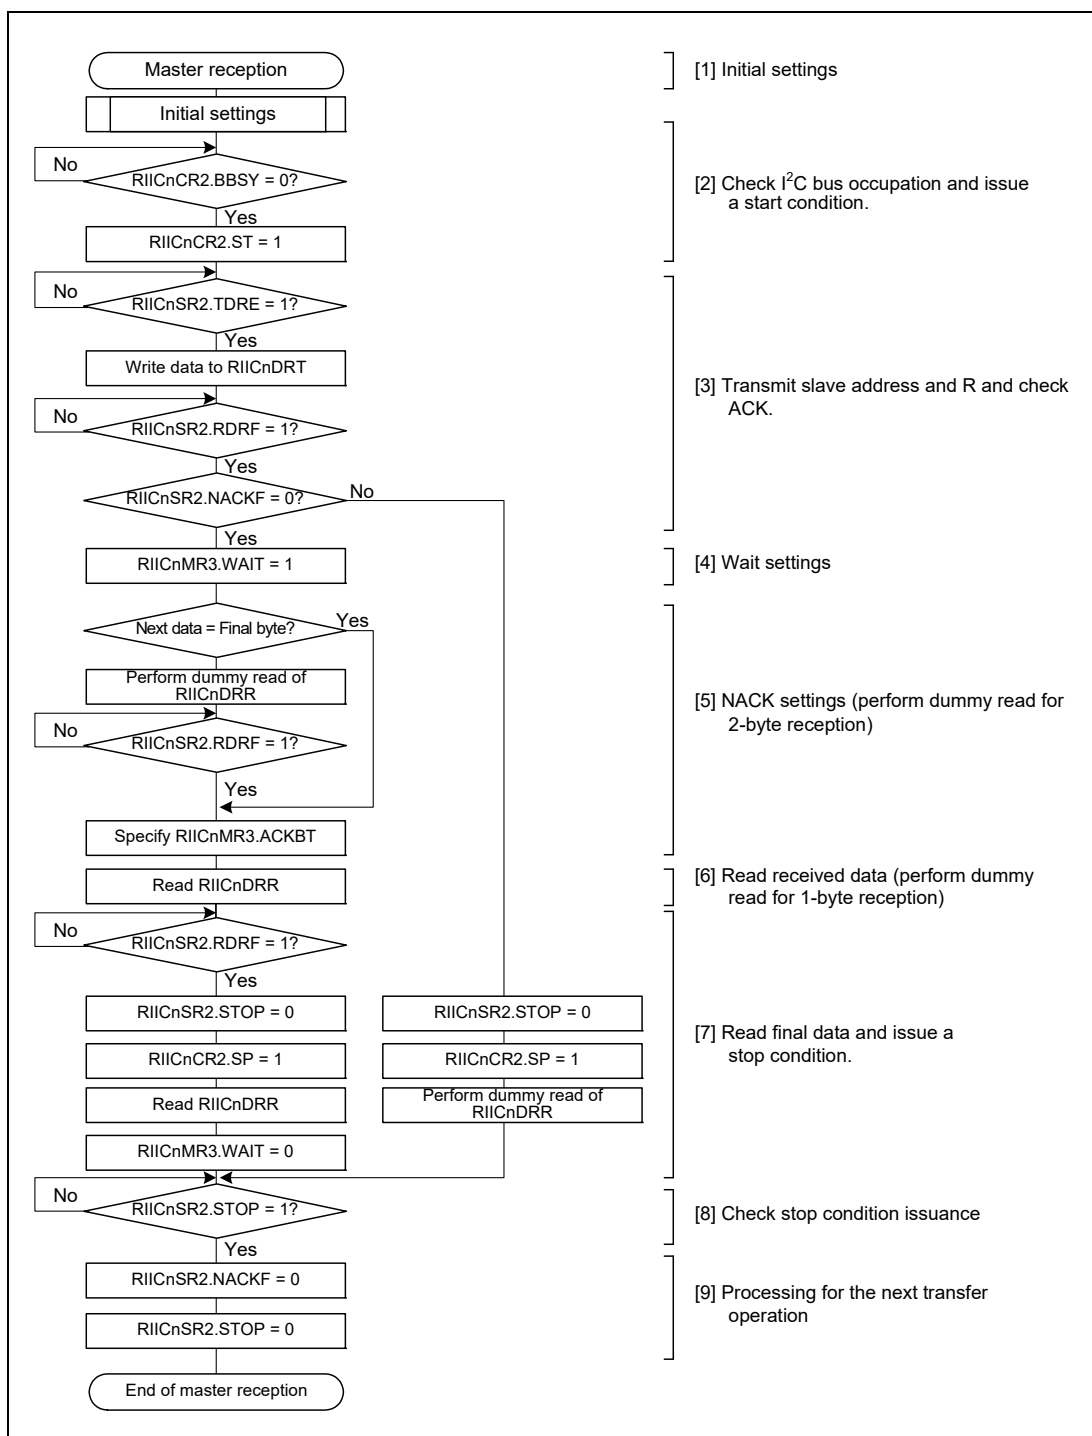 Master reception
[1] Initial settings
Initial settings
No
RIICnCR2.BBSY = 0?
[2] Check I²C bus occupation and issue
a start condition.
Yes
RIICnCR2.ST = 1
No
RIICnSR2.TDRE = 1?
Yes
Write data to RIICnDRT
[3] Transmit slave address and R and check
ACK.
No
RIICnSR2.RDRF = 1?
Yes
RIICnSR2.NACKF = 0?
No
Yes
RIICnMR3.WAIT = 1
[4] Wait settings
Next data = Final byte?
Yes
Perform dummy read of
RIICnDRR
[5] NACK settings (perform dummy read for
2-byte reception)
No
RIICnSR2.RDRF = 1?
Yes
Specify RIICnMR3.ACKBT
Read RIICnDRR
[6] Read received data (perform dummy
read for 1-byte reception)
No
RIICnSR2.RDRF = 1?
Yes
RIICnSR2.STOP = 0
RIICnSR2.STOP = 0
[7] Read final data and issue a
stop condition.
RIICnCR2.SP = 1
RIICnCR2.SP = 1
Read RIICnDRR
Perform dummy read of
RIICnDRR
RIICnMR3.WAIT = 0
No
RIICnSR2.STOP = 1?
[8] Check stop condition issuance
Yes
RIICnSR2.NACKF = 0
[9] Processing for the next transfer
operation
RIICnSR2.STOP = 0
End of master reception